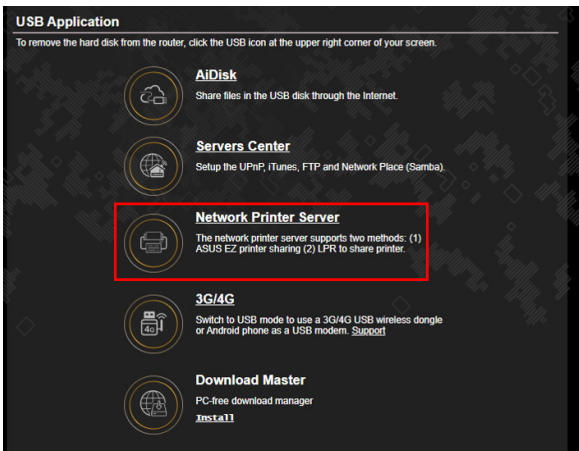 USB Application
To remove the hard disk from the router, click the USB icon at the upper right corner of your screen.
AiDisk
Share files in the USB disk through the Internet.
Servers Center
Setup the UPnP, iTunes, FTP and Network Place (Samba).
Network Printer Server
The network printer server supports two methods: (1)
ASUS EZ printer sharing (2) LPR to share printer.
3G/4G
Switch to USB mode to use a 3G/4G USB wireless dongle
or Android phone as a USB modem. Support
4G
Download Master
PC-free download manager
Install